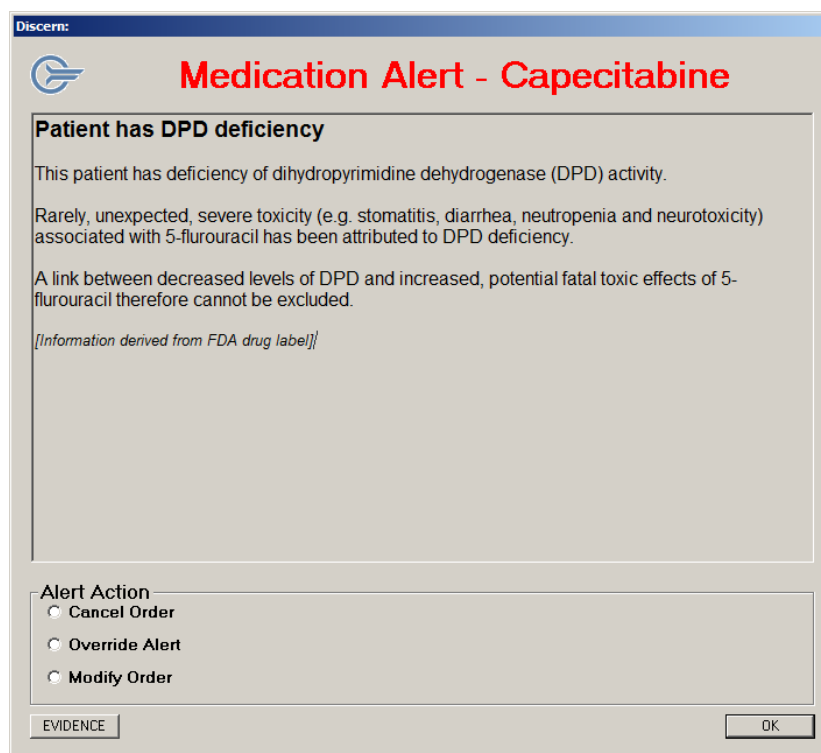 Discern:
Medication Alert - Capecitabine
Patient has DPD deficiency
This patient has deficiency of dihydropyrimidine dehydrogenase (DPD) activity.
Rarely, unexpected, severe toxicity (e.g. stomatitis, diarrhea, neutropenia and neurotoxicity)
associated with 5-flurouracil has been attributed to DPD deficiency.
A link between decreased levels of DPD and increased, potential fatal toxic effects of 5-
flurouracil therefore cannot be excluded.
[Information derived from FDA drug label]
Alert Action
Cancel Order
Override Alert
Modify Order
EVIDENCE
OK